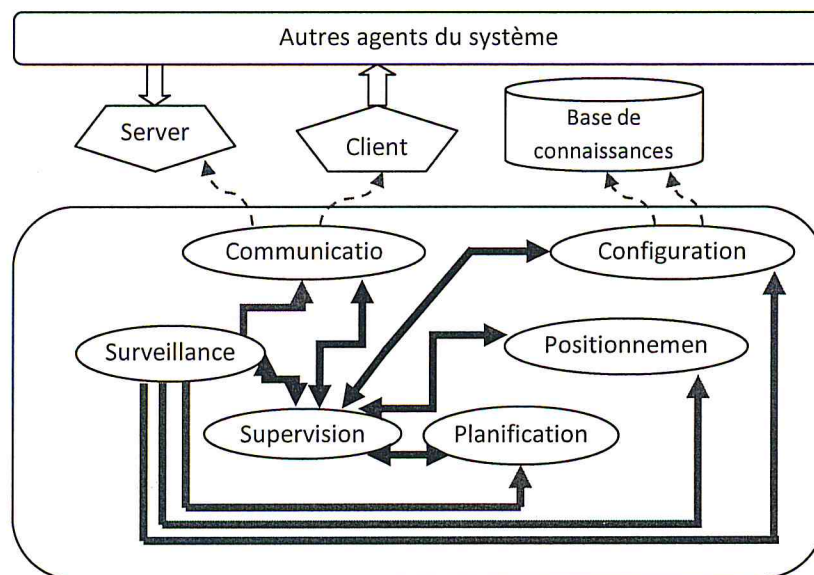 Autres agents du système
Server
Client
Base de
connaissances
Communicatio
Configuration
Surveillance
Positionnemen
Supervision
Planification